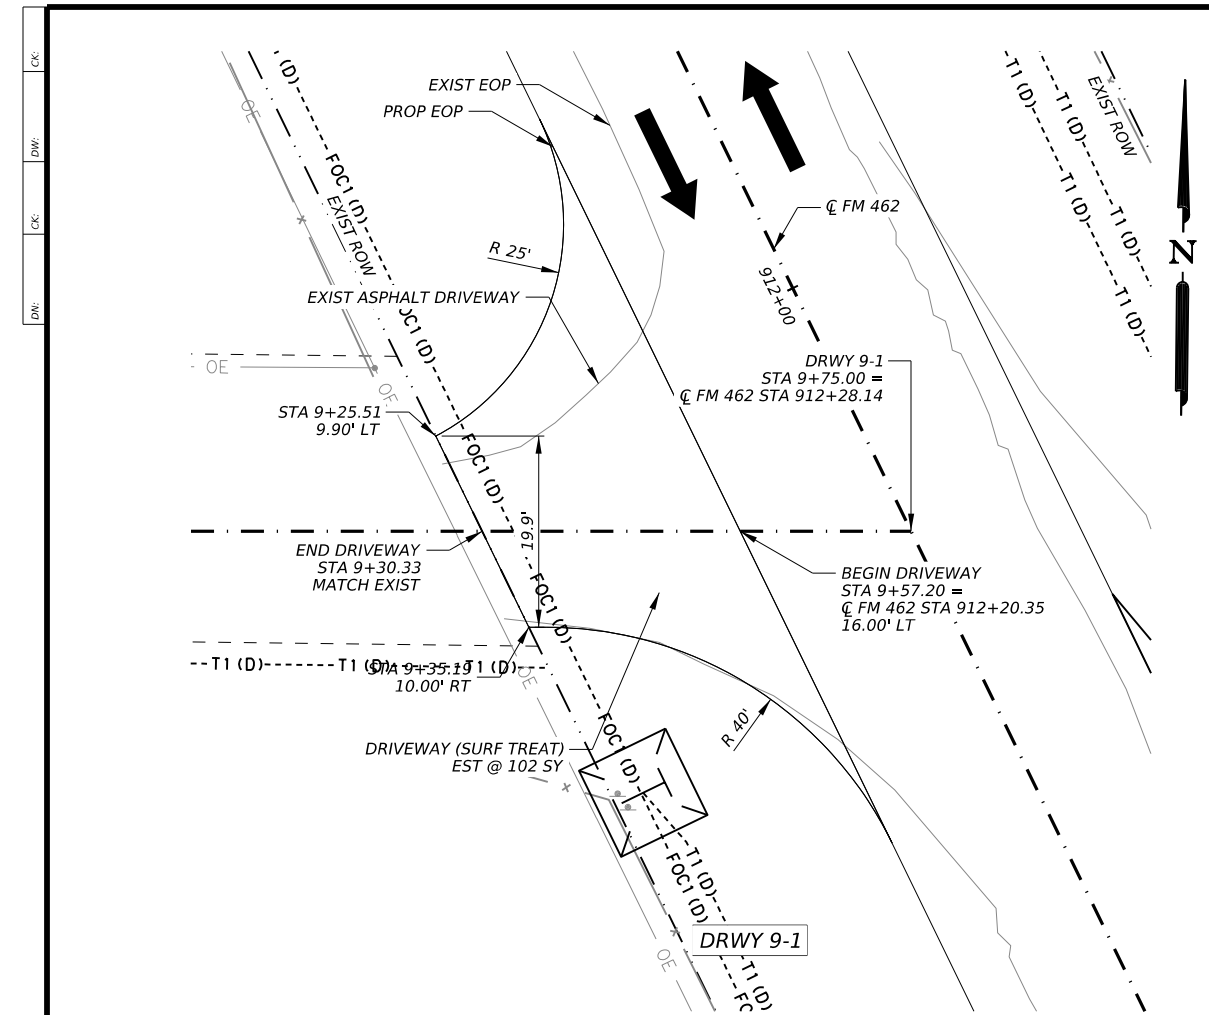 CK:
DW:
CK:
DN:
EXIST EOP
PROP EOP
OE
(D)
FOC1 (D)
EXIST ROW
R 25'
EXIST ASPHALT DRIVEWAY
OC1 (D)
℄ FM 462
912+00
T1 (D)
T1 (D)
EXIST ROW
T1 (D)
T1 (D)
T1 (D)
N
OE
OE
DRWY 9-1
STA 9+75.00 =
℄ FM 462 STA 912+28.14
STA 9+25.51
9.90' LT
FOC1 (D)
19.9'
END DRIVEWAY
STA 9+30.33
MATCH EXIST
FOC1 (D)
BEGIN DRIVEWAY
STA 9+57.20 =
℄ FM 462 STA 912+20.35
16.00' LT
T1 (D)
T1 (D)
T1 (D)
STA 9+35.19
10.00' RT
OE
R 40'
FOC1 (D)
DRIVEWAY (SURF TREAT)
EST @ 102 SY
T1 (D)
FOC1 (D)
DRWY 9-1
OE
T1 (D)
FO